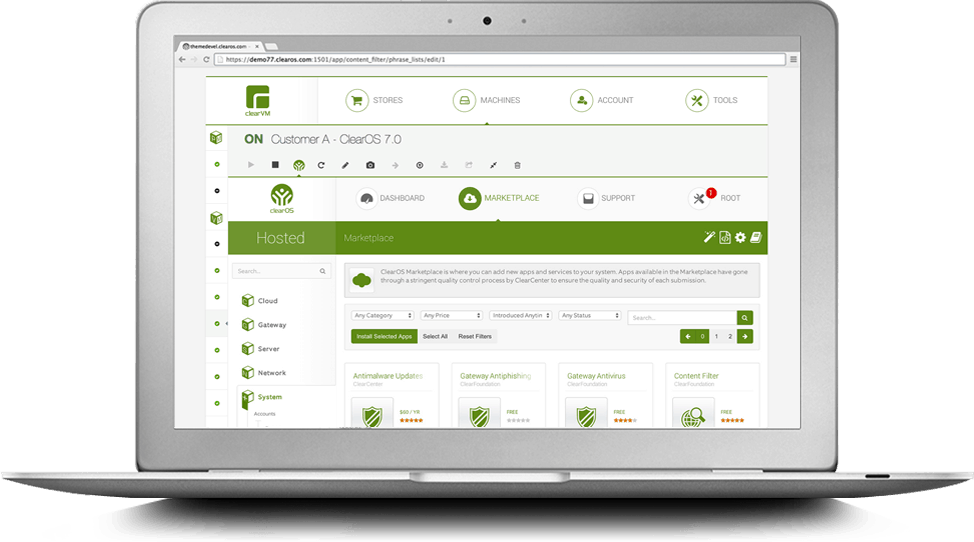 themedevel.clearos.com -
https://demo77.clearos.com:1501/app/content_filter/phrase_lists/edit/1
clearVM
STORES
MACHINES
ACCOUNT
TOOLS
ON Customer A - ClearOS 7.0
clearOS
DASHBOARD
MARKETPLACE
SUPPORT
1
ROOT
Hosted
Marketplace
Search...
ClearOS Marketplace is where you can add new apps and services to your system. Apps available in the Marketplace have gone
through a stringent quality control process by ClearCenter to ensure the quality and security of each submission.
Cloud
Gateway
Server
Network
System
Accounts
Any Category
Any Price
Introduced Anytin
Any Status
Search...
Install Selected Apps
Select All
Reset Filters
0
1
2
Antimalware Updates
ClearCenter
$50 / YR
Gateway Antiphishing
ClearFoundation
FREE
Gateway Antivirus
ClearFoundation
FREE
Content Filter
ClearFoundation
FREE